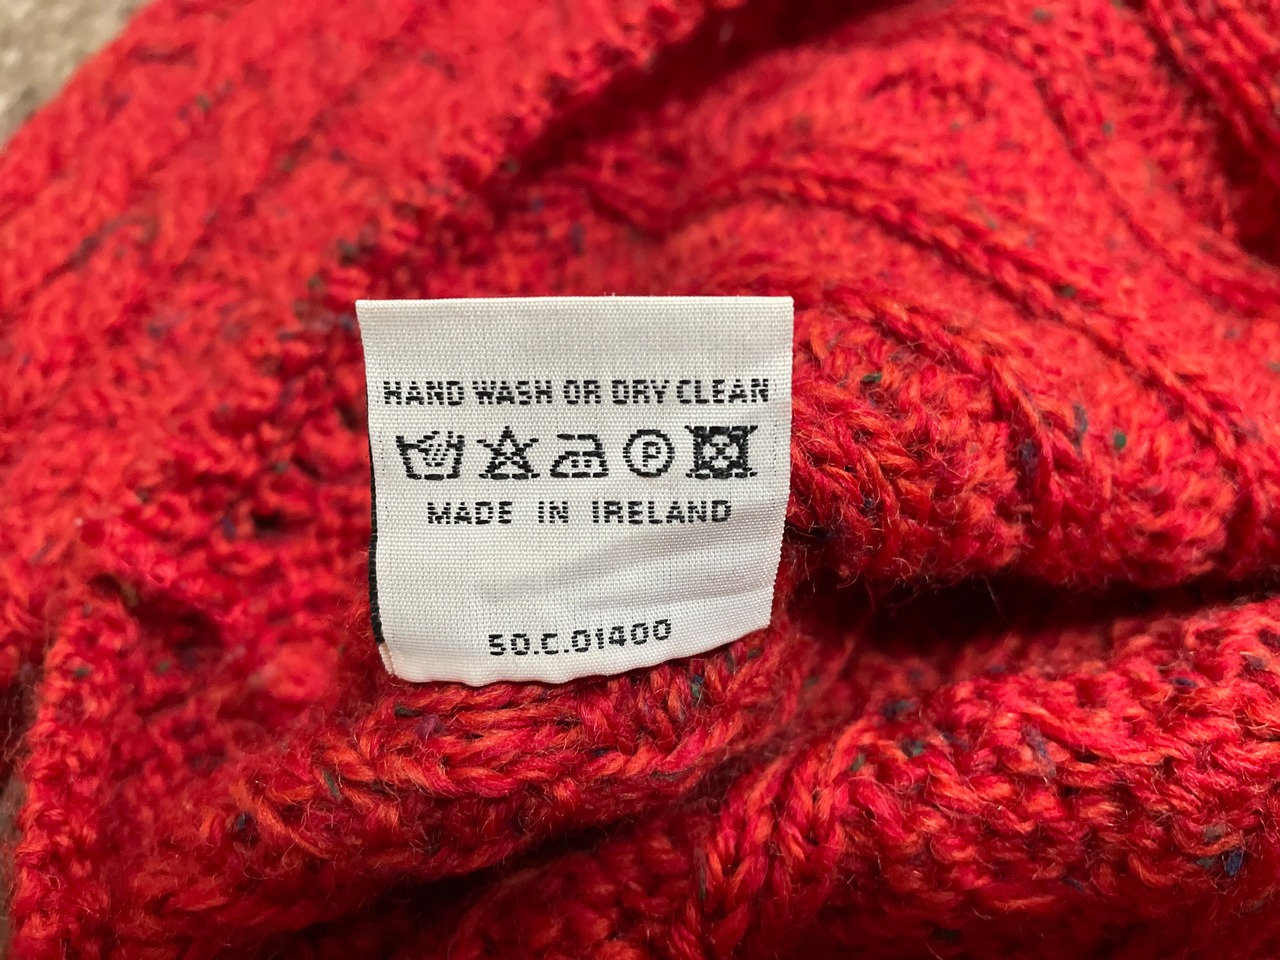 HAND WASH OR DRY CLEAN
P
MADE IN IRELAND
50.C.01400